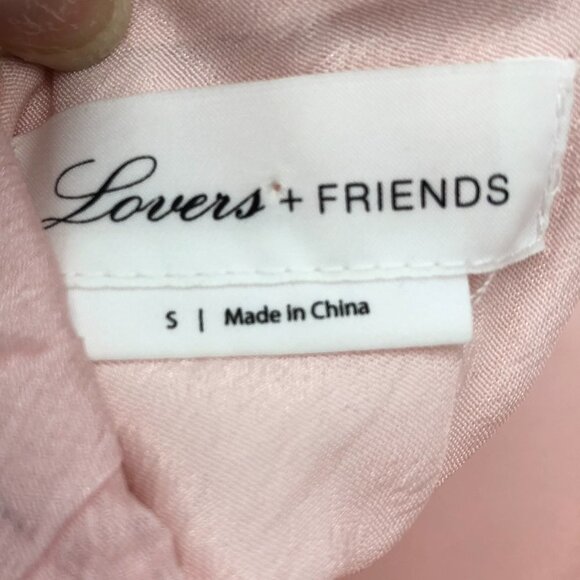 Lovers + FRIENDS
S | Made in China